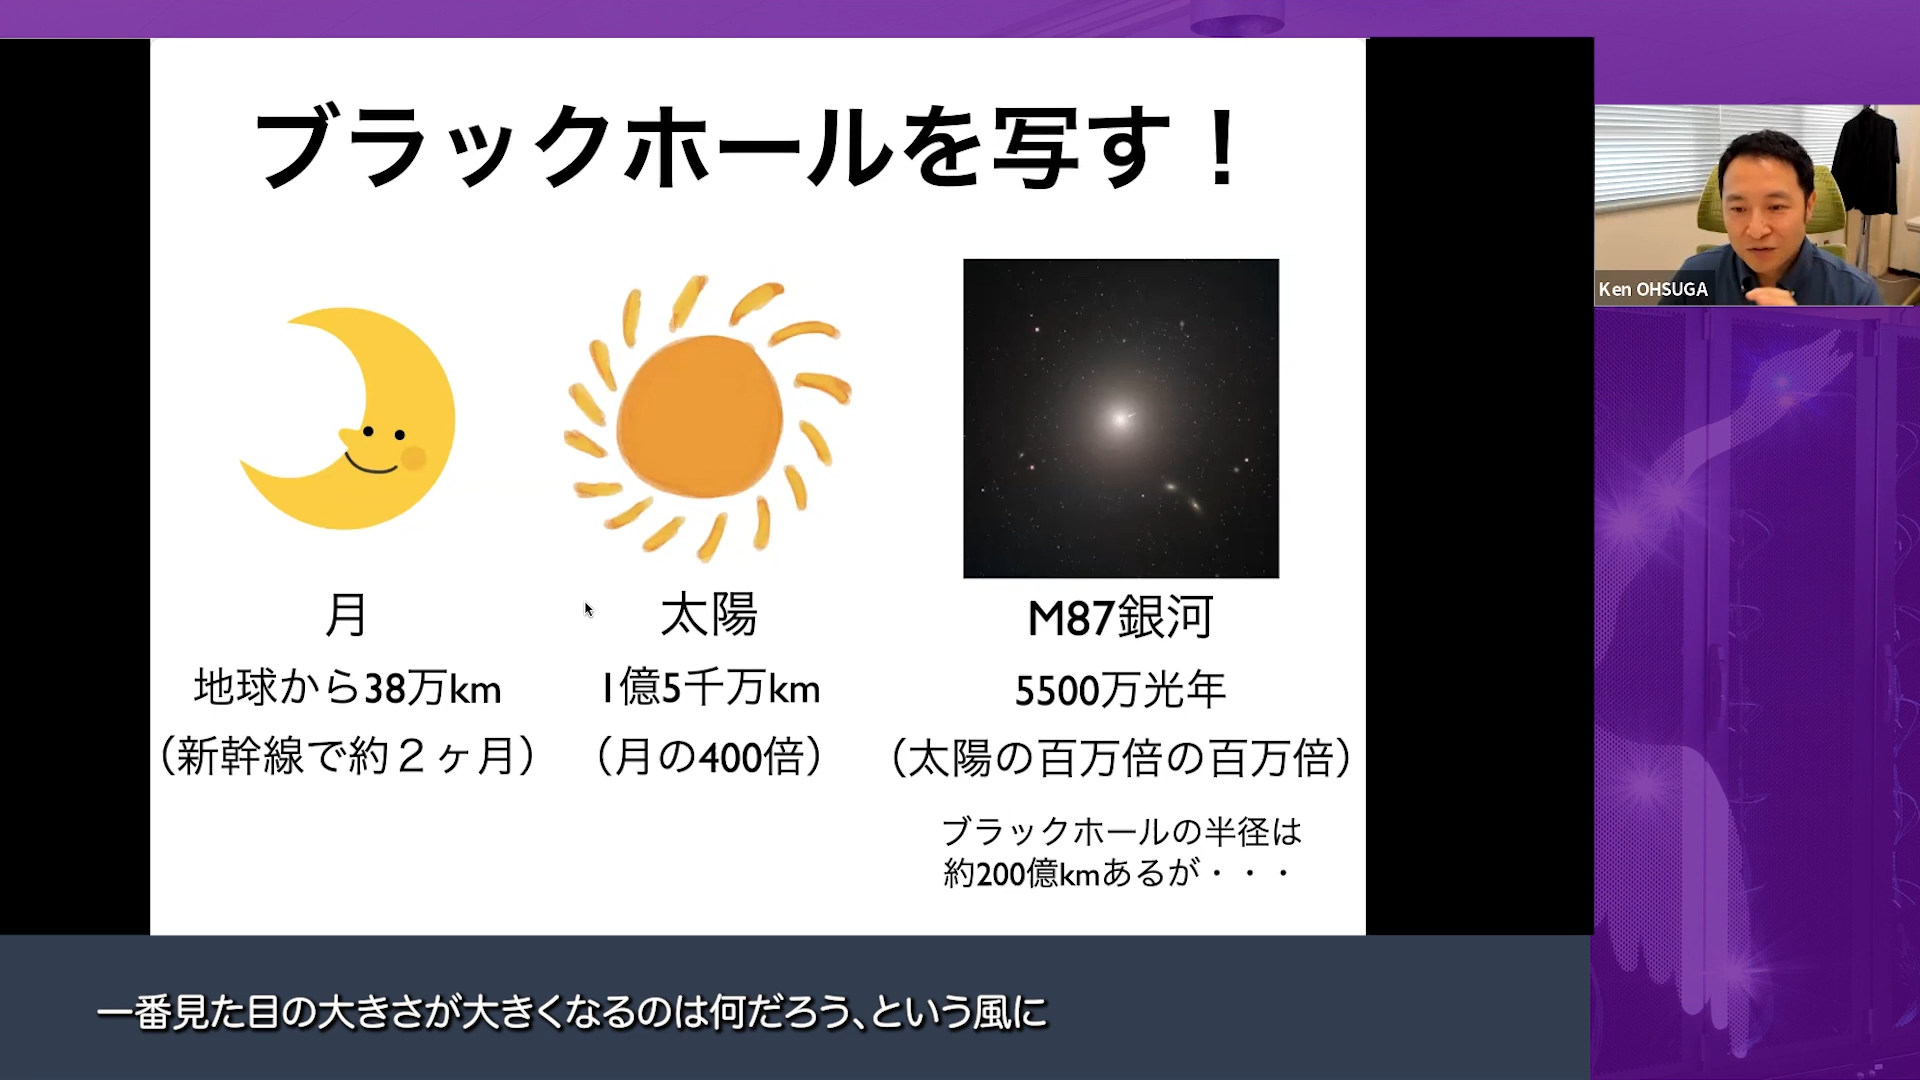 ブラックホールを写す！
月
地球から38万km
（新幹線で約２ヶ月）
太陽
1億5千万km
（月の400倍）
M87銀河
5500万光年
（太陽の百万倍の百万倍）
ブラックホールの半径は
約200億kmあるが・・・
Ken OHSUGA
一番見た目の大きさが大きくなるのは何だろう、という風に